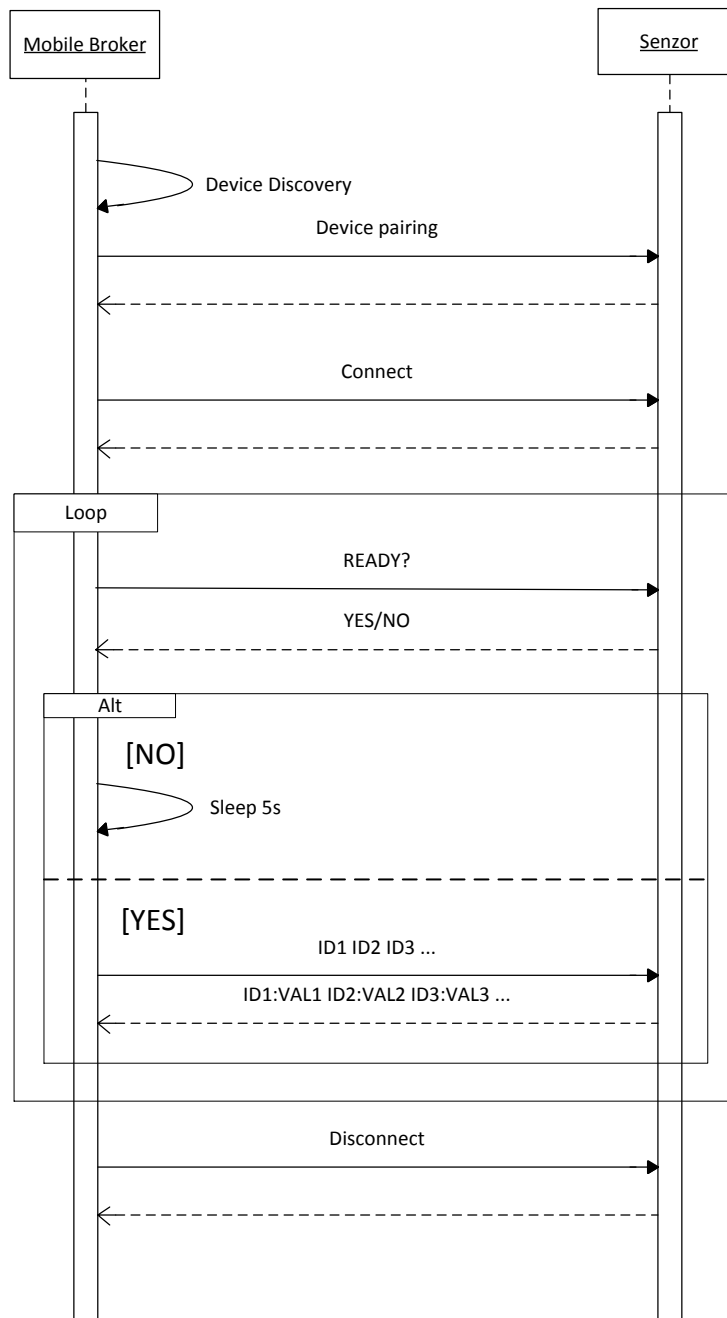 Mobile Broker
Senzor
Device Discovery
Device pairing
Connect
Loop
READY?
YES/NO
Alt
[NO]
Sleep 5s
[YES]
ID1 ID2 ID3 ...
ID1:VAL1 ID2:VAL2 ID3:VAL3 ...
Disconnect